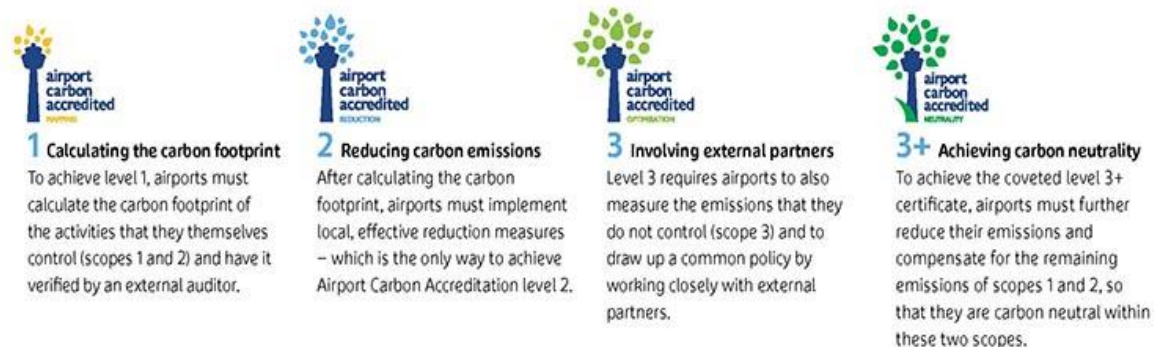 airport
carbon
accredited
MAPPING
1 Calculating the carbon footprint
To achieve level 1, airports must
calculate the carbon footprint of
the activities that they themselves
control (scopes 1 and 2) and have it
verified by an external auditor.
airport
carbon
accredited
REDUCTION
2 Reducing carbon emissions
After calculating the carbon
footprint, airports must implement
local, effective reduction measures
– which is the only way to achieve
Airport Carbon Accreditation level 2.
airport
carbon
accredited
OPTIMISATION
3 Involving external partners
Level 3 requires airports to also
measure the emissions that they
do not control (scope 3) and to
draw up a common policy by
working closely with external
partners.
airport
carbon
accredited
NEUTRALITY
3+ Achieving carbon neutrality
To achieve the coveted level 3+
certificate, airports must further
reduce their emissions and
compensate for the remaining
emissions of scopes 1 and 2, so
that they are carbon neutral within
these two scopes.